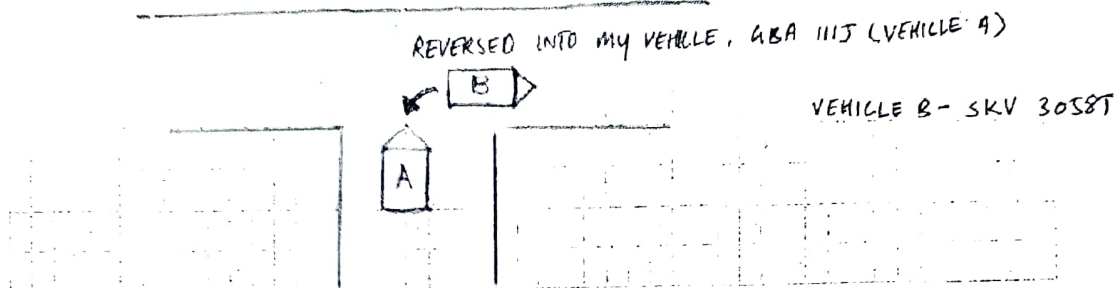 REVERSED INTO MY VEHICLE, GBA 111J (VEHICLE A)
B
VEHICLE B - SKV 3058T
A